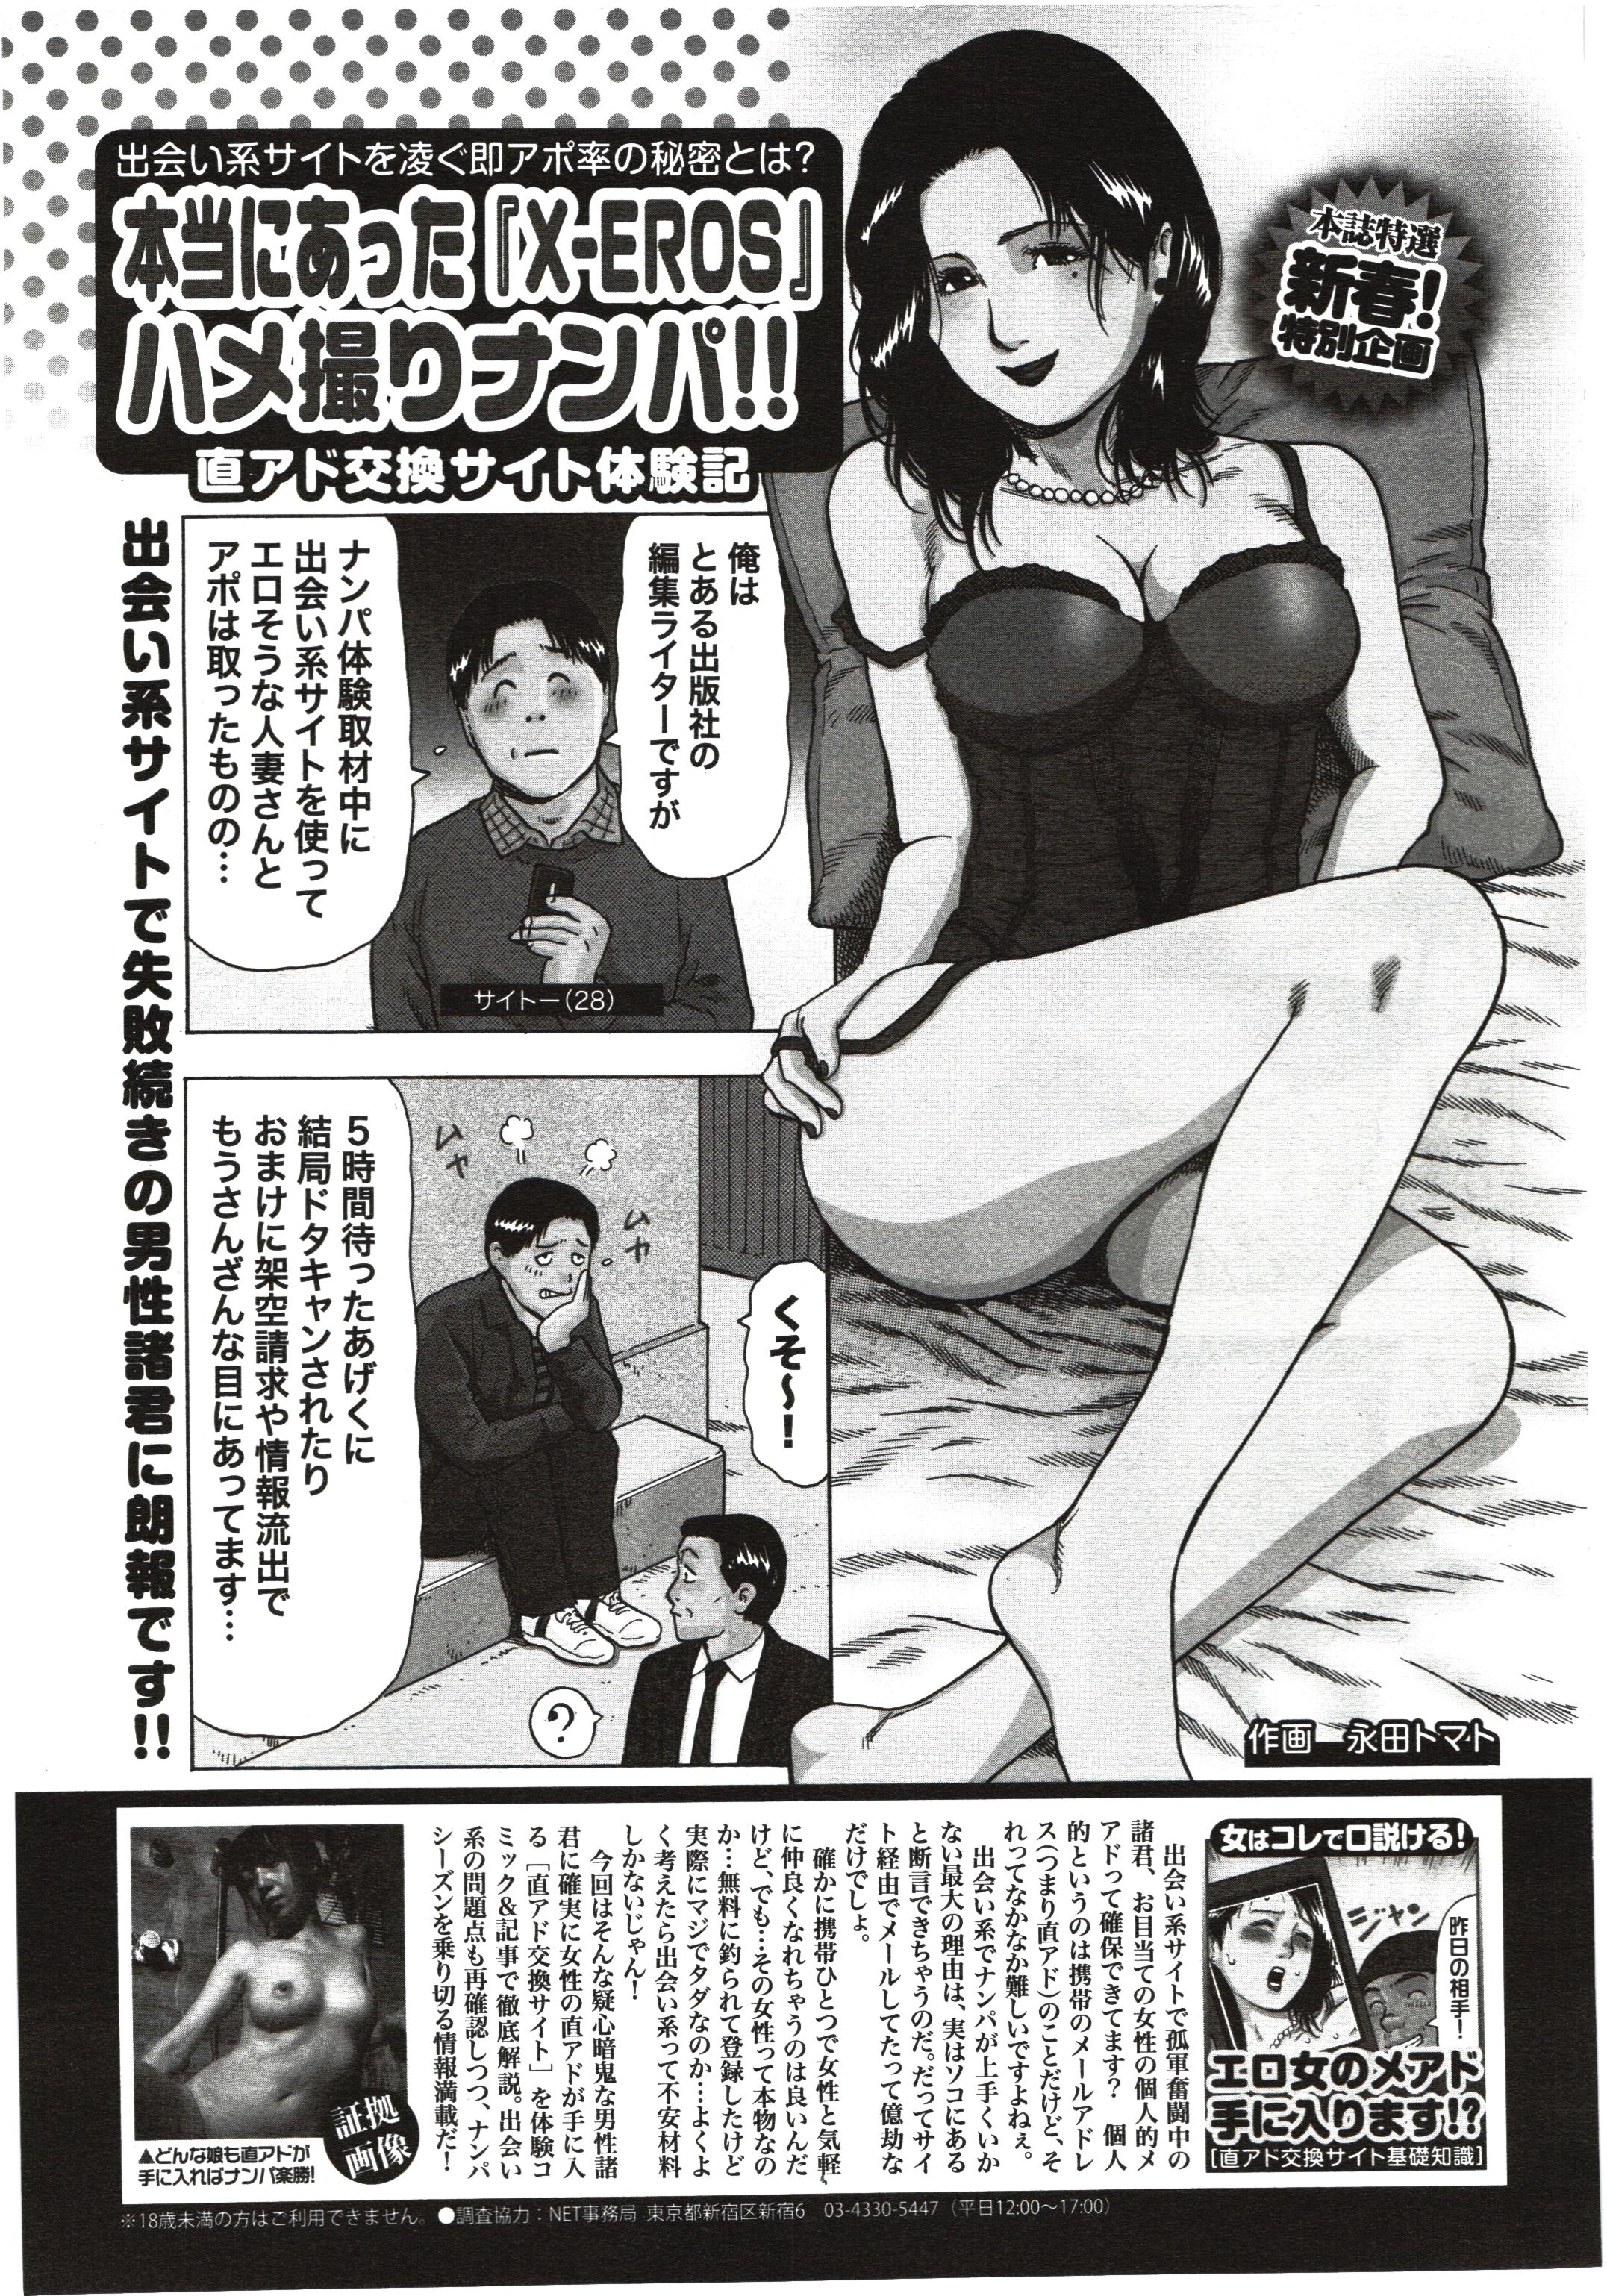 本誌特選
新春!
特別企画
出会い系サイトを凌ぐ即アポ率の秘密とは?
本当にあった『X-EROS』
ハメ撮りナンパ!!
直アド交換サイト体験記
出会い系サイトで失敗続きの男性諸君に朗報です!!
俺は
とある出版社の
編集ライターですが
ナンパ体験取材中に
出会い系サイトを使って
エロそうな人妻さんと
アポは取ったものの…
サイトー(28)
くそ〜!
ムヤ
ムヤ
5時間待ったあげくに
結局ドタキャンされたり
おまけに架空請求や情報流出で
もうさんざんな目にあってます…
?
作画 永田トマト
女はコレで口説ける!
ジャン
昨日の相手!
エロ女のメアド
手に入ります!?
[直アド交換サイト基礎知識]
出会い系サイトで孤軍奮闘中の
諸君、お目当ての女性の個人的メ
アドって確保できてます? 個人
的というのは携帯のメールアドレ
ス(つまり直アド)のことだけど、そ
れってなかなか難しいですよねぇ。
出会い系でナンパが上手くいか
ない最大の理由は、実はソコにある
と断言できちゃうのだ。だってサイ
ト経由でメールしてたって億劫な
だけでしょ。
確かに携帯ひとつで女性と気軽
に仲良くなれちゃうのは良いんだ
けど、でも…その女性って本物なの
か…無料に釣られて登録したけど
実際にマジでタダなのか…よくよ
く考えたら出会い系って不安材料
しかないじゃん!
今回はそんな疑心暗鬼な男性諸
君に確実に女性の直アドが手に入
る[直アド交換サイト]を体験コ
ミック&記事で徹底解説。出会い
系の問題点も再確認しつつ、ナンパ
シーズンを乗り切る情報満載だ!
証拠
画像
▲どんな娘も直アドが
手に入ればナンパ楽勝!
※18歳未満の方はご利用できません。●調査協力:NET事務局 東京都新宿区新宿6 03-4330-5447(平日12:00〜17:00)